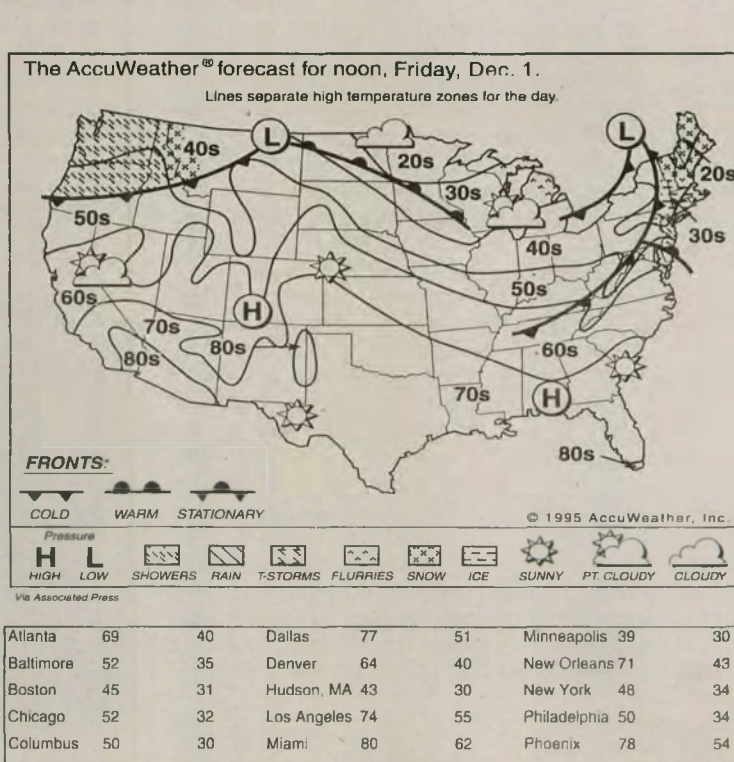 The AccuWeather® forecast for noon, Friday, Dec. 1.
Lines separate high temperature zones for the day.
L
L
40s
20s
20s
30s
50s
30s
40s
60s
50s
H
70s
80s
80s
60s
70s
H
80s
FRONTS:
COLD WARM STATIONARY
© 1995 AccuWeather, Inc.
Pressure
H L
HIGH LOW SHOWERS RAIN T-STORMS FLURRIES SNOW ICE SUNNY PT. CLOUDY CLOUDY
Via Associated Press
Atlanta 69 40 Dallas 77 51 Minneapolis 39 30
Baltimore 52 35 Denver 64 40 New Orleans 71 43
Boston 45 31 Hudson, MA 43 30 New York 48 34
Chicago 52 32 Los Angeles 74 55 Philadelphia 50 34
Columbus 50 30 Miami 80 62 Phoenix 78 54